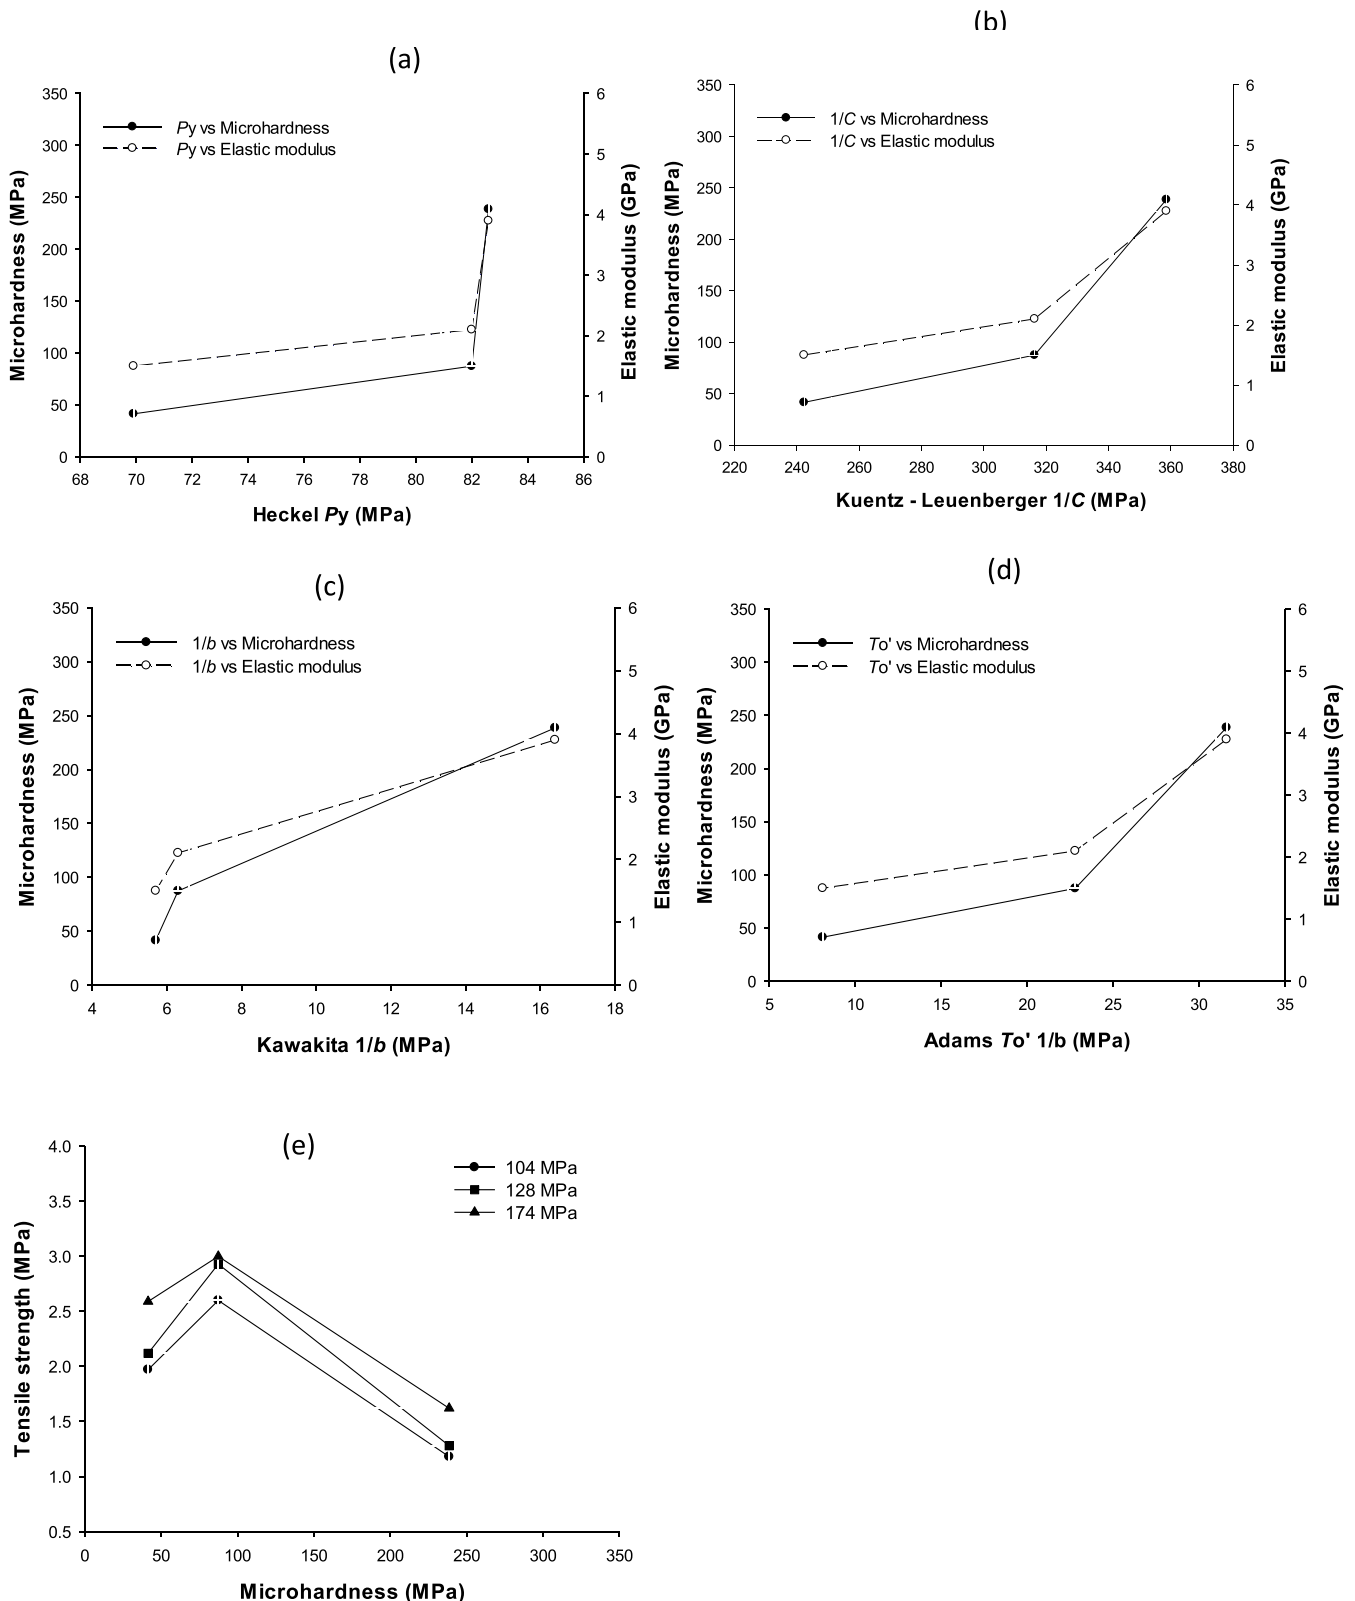 (a)
350
300
250
200
150
100
50
0
Microhardness (MPa)
Py vs Microhardness
Py vs Elastic modulus
6
5
4
3
2
1
0
Elastic modulus (GPa)
68 70 72 74 76 78 80 82 84 86
Heckel Py (MPa)
(b)
350
300
250
200
150
100
50
0
Microhardness (MPa)
1/C vs Microhardness
1/C vs Elastic modulus
6
5
4
3
2
1
0
Elastic modulus (GPa)
220 240 260 280 300 320 340 360 380
Kuentz - Leuenberger 1/C (MPa)
(c)
350
300
250
200
150
100
50
0
Microhardness (MPa)
1/b vs Microhardness
1/b vs Elastic modulus
6
5
4
3
2
1
0
Elastic modulus (GPa)
4 6 8 10 12 14 16 18
Kawakita 1/b (MPa)
(d)
350
300
250
200
150
100
50
0
Microhardness (MPa)
To' vs Microhardness
To' vs Elastic modulus
6
5
4
3
2
1
0
Elastic modulus (GPa)
5 10 15 20 25 30 35
Adams To' 1/b (MPa)
(e)
4.0
3.5
3.0
2.5
2.0
1.5
1.0
0.5
Tensile strength (MPa)
104 MPa
128 MPa
174 MPa
0 50 100 150 200 250 300 350
Microhardness (MPa)